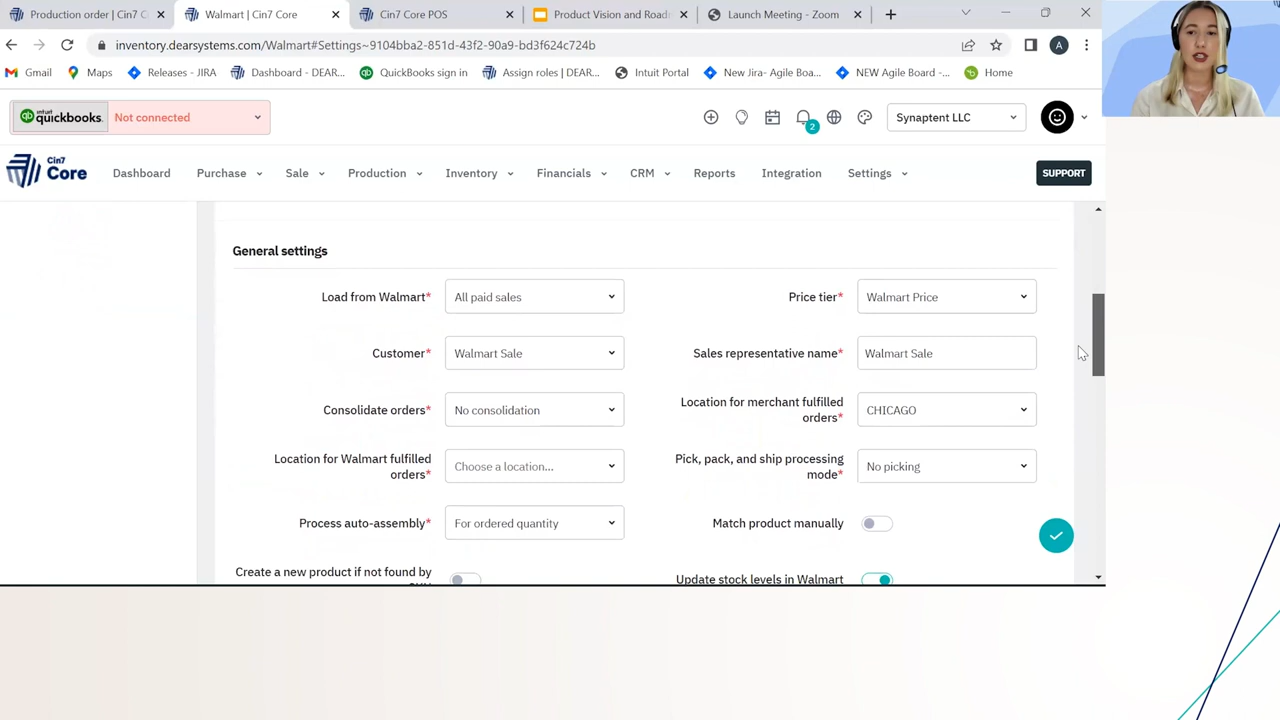 Production order | Cin7 C
Walmart | Cin7 Core
Cin7 Core POS
Product Vision and Road
Launch Meeting - Zoom
inventory.dearsystems.com/Walmart#Settings~9104bba2-851d-43f2-90a9-bd3f624c724b
A
Gmail
Maps
Releases - JIRA
Dashboard - DEAR...
QuickBooks sign in
Assign roles | DEAR...
Intuit Portal
New Jira- Agile Boa...
NEW Agile Board -...
Home
intuit
quickbooks.
Not connected
2
Synaptent LLC
Cin7
Core
Dashboard
Purchase
Sale
Production
Inventory
Financials
CRM
Reports
Integration
Settings
SUPPORT
General settings
Load from Walmart*
All paid sales
Price tier*
Walmart Price
Customer*
Walmart Sale
Sales representative name*
Walmart Sale
Consolidate orders*
No consolidation
Location for merchant fulfilled
orders*
CHICAGO
Location for Walmart fulfilled
orders*
Choose a location...
Pick, pack, and ship processing
mode*
No picking
Process auto-assembly*
For ordered quantity
Match product manually
Create a new product if not found by
Update stock levels in Walmart